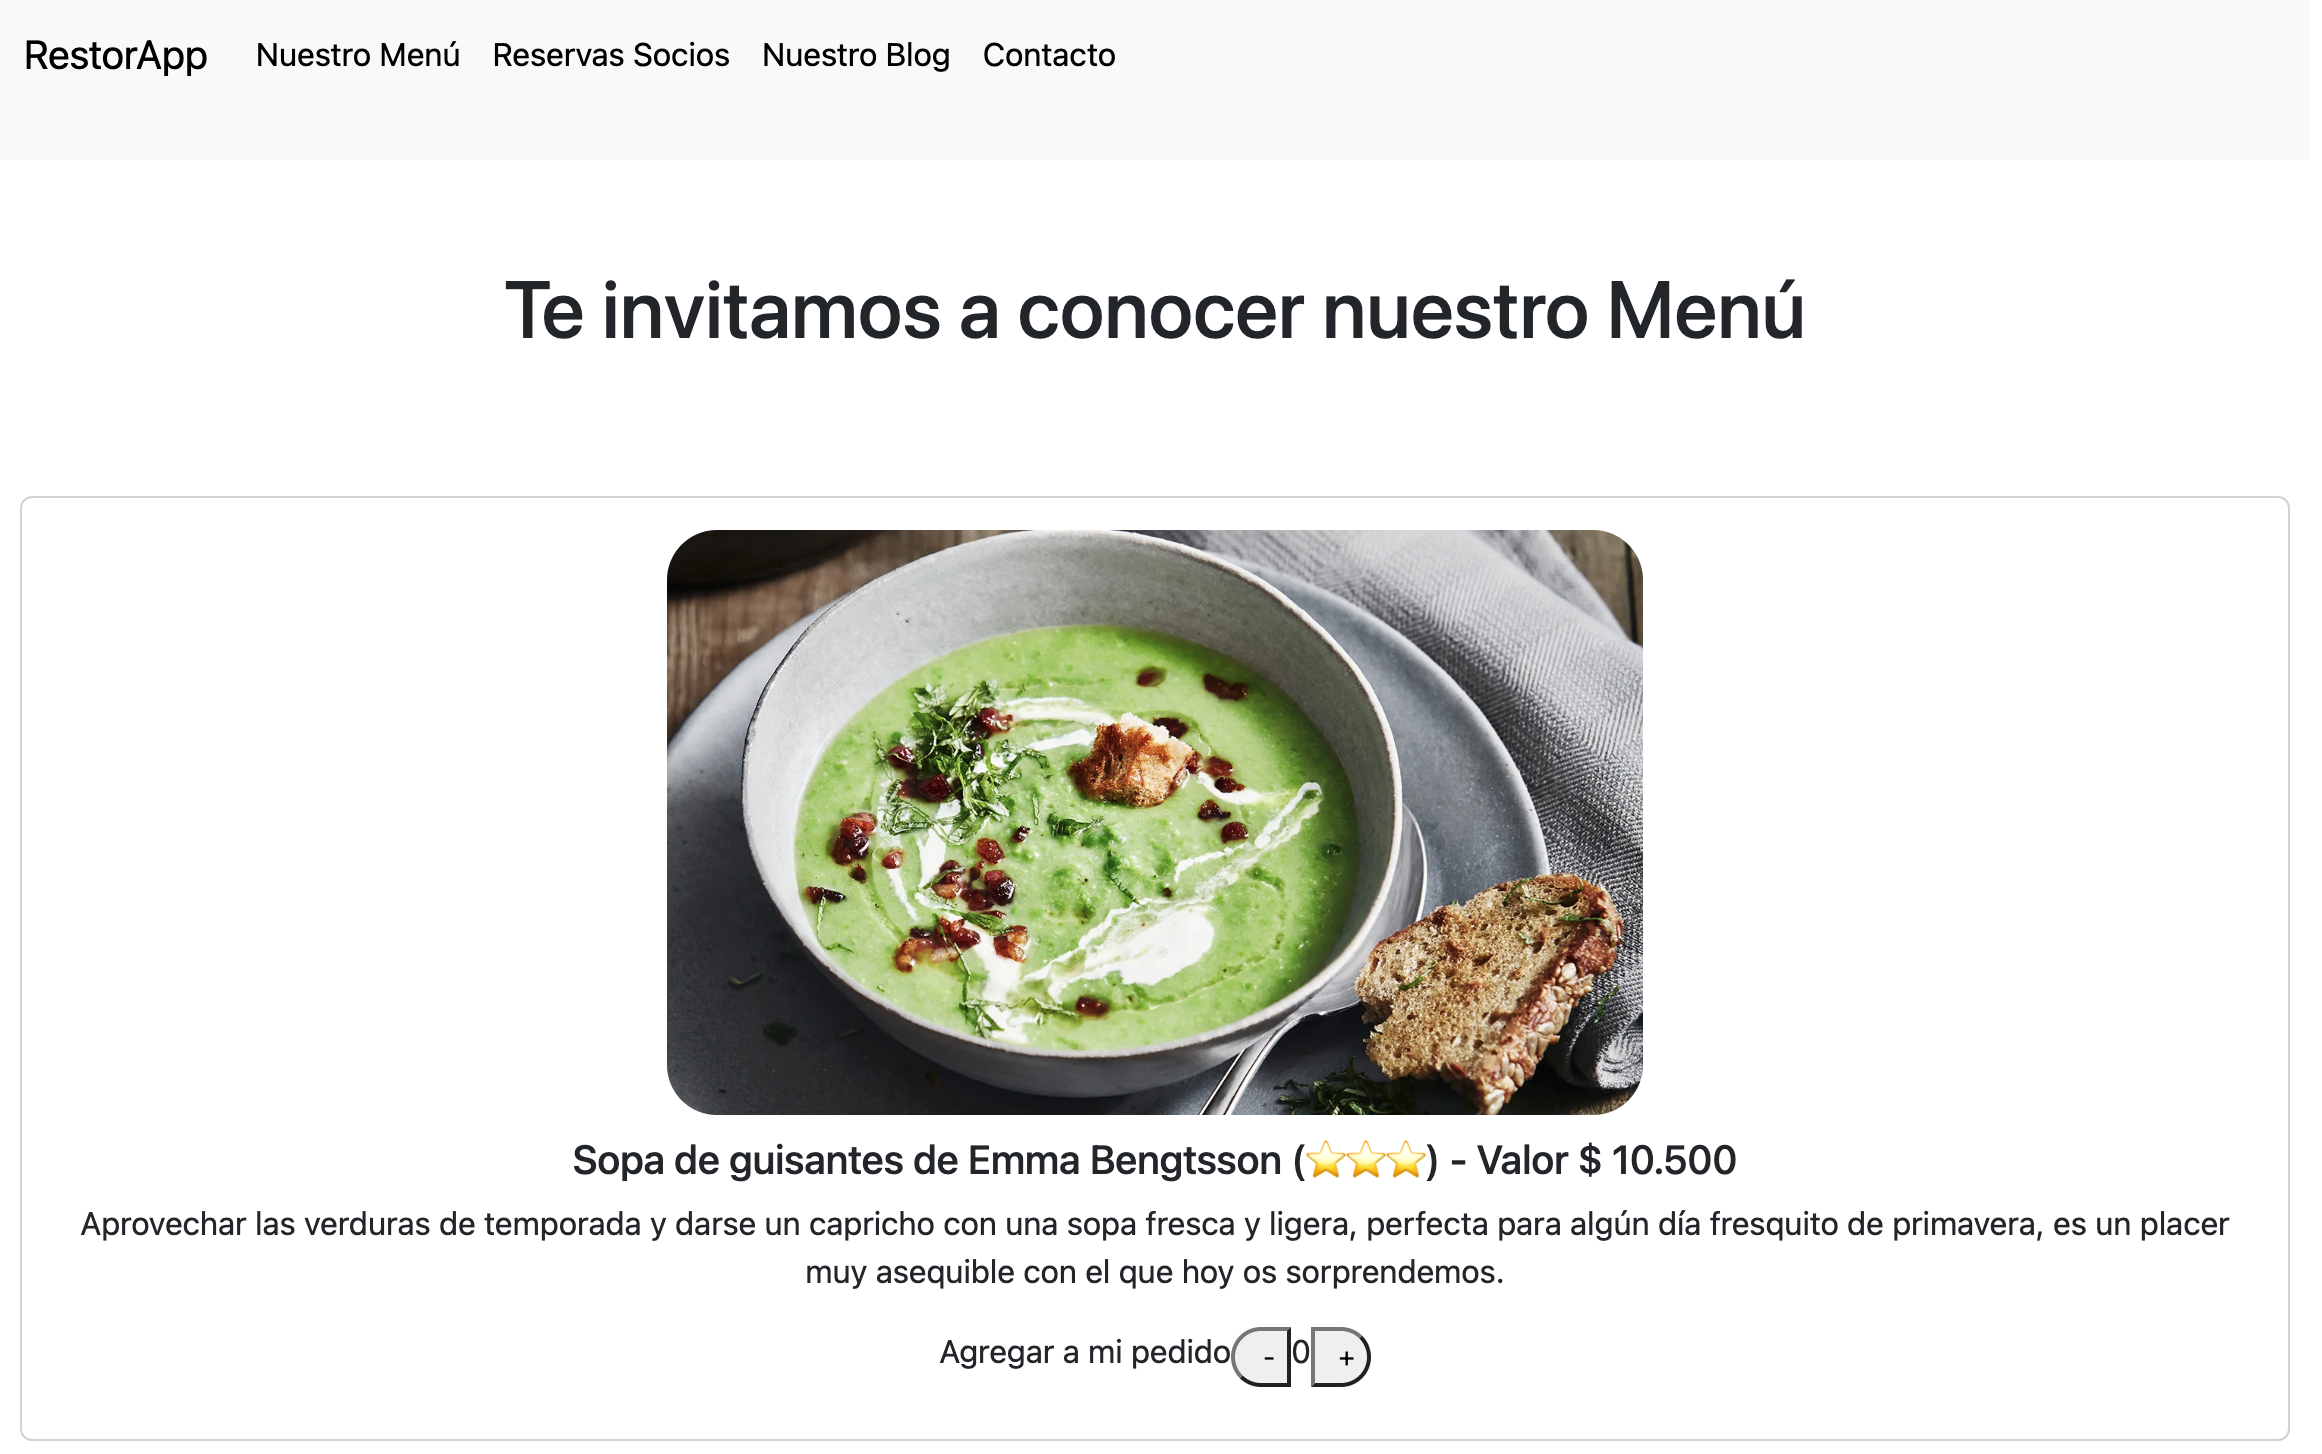 RestorApp Nuestro Menú Reservas Socios Nuestro Blog Contacto
Te invitamos a conocer nuestro Menú
Sopa de guisantes de Emma Bengtsson (⭐⭐⭐) - Valor $ 10.500
Aprovechar las verduras de temporada y darse un capricho con una sopa fresca y ligera, perfecta para algún día fresquito de primavera, es un placer
muy asequible con el que hoy os sorprendemos.
Agregar a mi pedido - 0 +